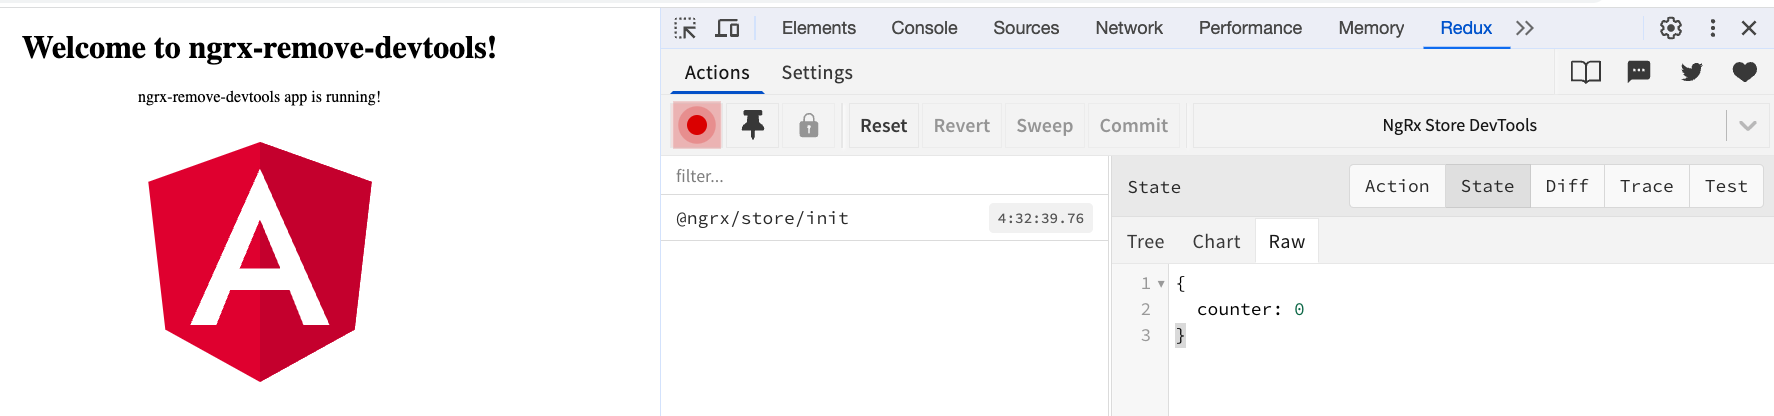 Welcome to ngrx-remove-devtools!
ngrx-remove-devtools app is running!
Elements Console Sources Network Performance Memory Redux
Actions Settings
Reset Revert Sweep Commit NgRx Store DevTools
filter...
@ngrx/store/init 4:32:39.76
State Action State Diff Trace Test
Tree Chart Raw
1 {
2 counter: 0
3 }